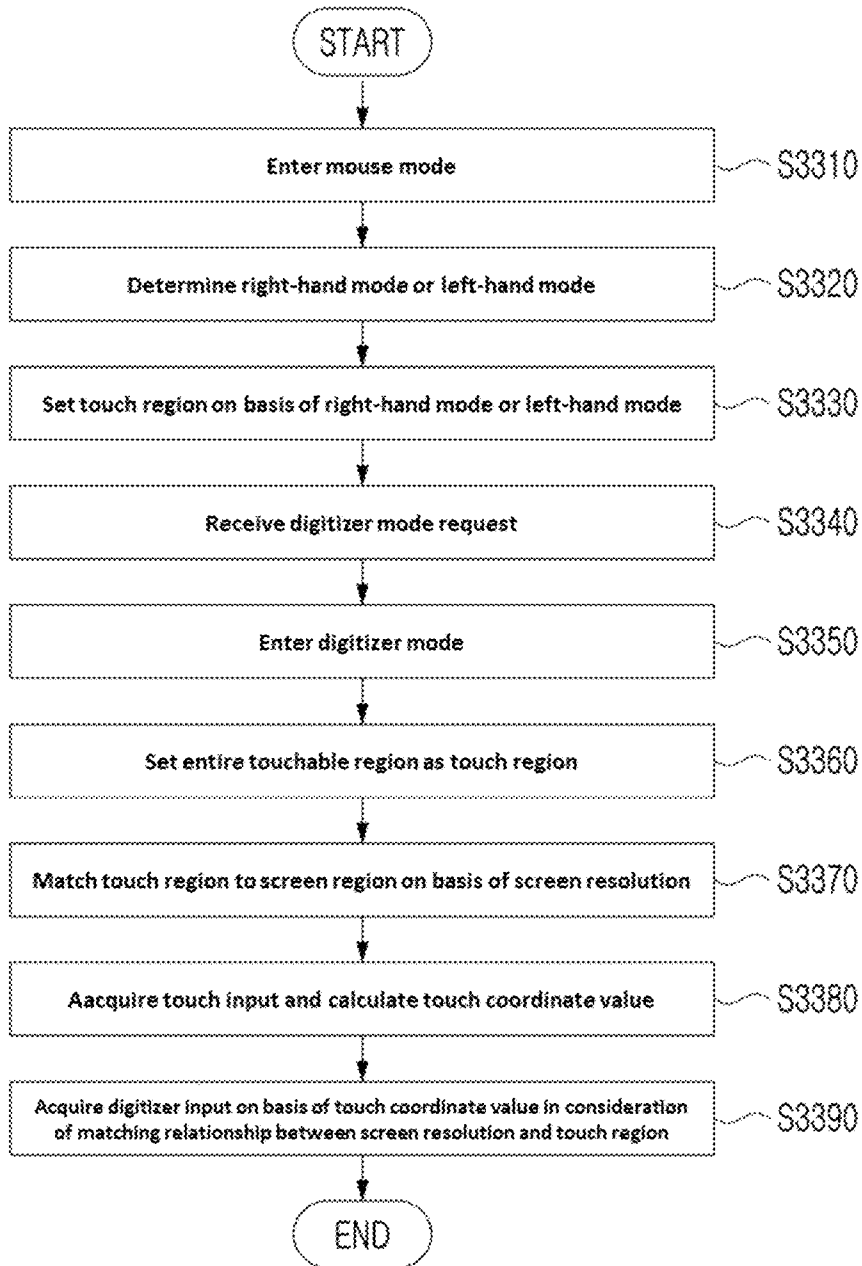 START
Enter mouse mode
S3310
Determine right-hand mode or left-hand mode
S3320
Set touch region on basis of right-hand mode or left-hand mode
S3330
Receive digitizer mode request
S3340
Enter digitizer mode
S3350
Set entire touchable region as touch region
S3360
Match touch region to screen region on basis of screen resolution
S3370
Aacquire touch input and calculate touch coordinate value
S3380
Acquire digitizer input on basis of touch coordinate value in consideration
of matching relationship between screen resolution and touch region
S3390
END